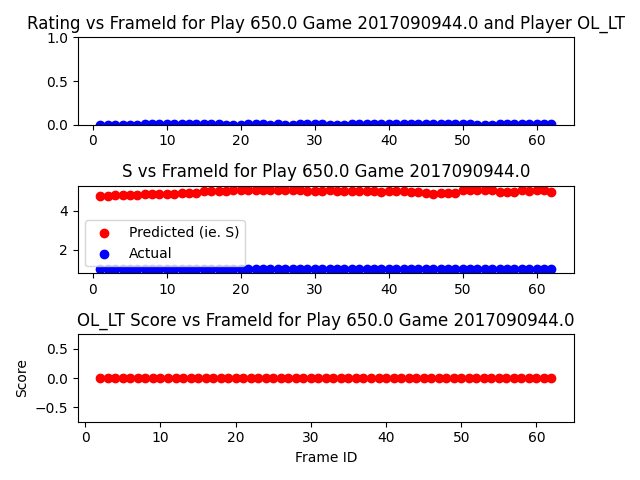 Rating vs FrameId for Play 650.0 Game 2017090944.0 and Player OL_LT
1.0
0.5
0.0
0 10 20 30 40 50 60
S vs FrameId for Play 650.0 Game 2017090944.0
4
2
Predicted (ie. S)
Actual
0 10 20 30 40 50 60
OL_LT Score vs FrameId for Play 650.0 Game 2017090944.0
Score
0.5
0.0
−0.5
0 10 20 30 40 50 60
Frame ID